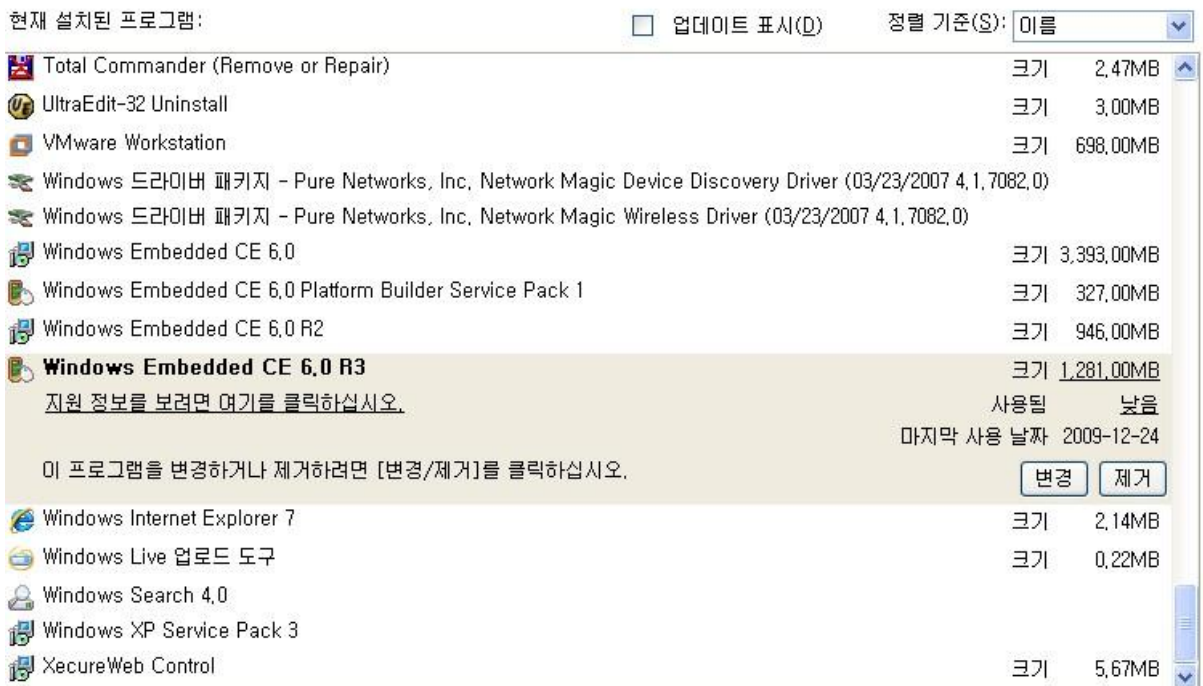 현재 설치된 프로그램: 업데이트 표시(D) 정렬 기준(S): 이름
Total Commander (Remove or Repair) 크기 2,47MB
UltraEdit-32 Uninstall 크기 3,00MB
VMware Workstation 크기 698,00MB
Windows 드라이버 패키지 - Pure Networks, Inc, Network Magic Device Discovery Driver (03/23/2007 4,1,7082,0)
Windows 드라이버 패키지 - Pure Networks, Inc, Network Magic Wireless Driver (03/23/2007 4,1,7082,0)
Windows Embedded CE 6,0 크기 3,393,00MB
Windows Embedded CE 6,0 Platform Builder Service Pack 1 크기 327,00MB
Windows Embedded CE 6,0 R2 크기 946,00MB
Windows Embedded CE 6,0 R3 크기 1,281,00MB
지원 정보를 보려면 여기를 클릭하십시오, 사용됨 낮음
마지막 사용 날짜 2009-12-24
이 프로그램을 변경하거나 제거하려면 [변경/제거]를 클릭하십시오, 변경 제거
Windows Internet Explorer 7 크기 2,14MB
Windows Live 업로드 도구 크기 0,22MB
Windows Search 4,0
Windows XP Service Pack 3
XecureWeb Control 크기 5,67MB